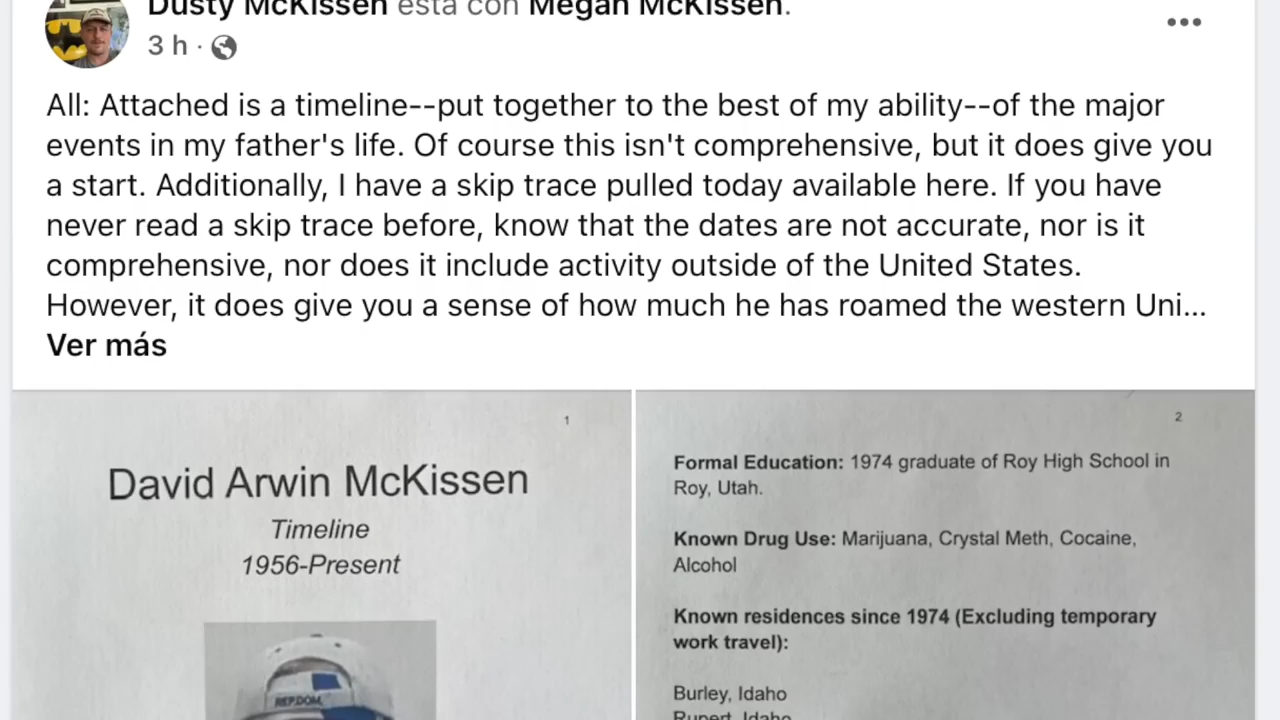 Dusty McKissen está con Megan McKissen.
3 h ·
All: Attached is a timeline--put together to the best of my ability--of the major
events in my father's life. Of course this isn't comprehensive, but it does give you
a start. Additionally, I have a skip trace pulled today available here. If you have
never read a skip trace before, know that the dates are not accurate, nor is it
comprehensive, nor does it include activity outside of the United States.
However, it does give you a sense of how much he has roamed the western Uni...
Ver más
1
David Arwin McKissen
Timeline
1956-Present
2
Formal Education: 1974 graduate of Roy High School in
Roy, Utah.
Known Drug Use: Marijuana, Crystal Meth, Cocaine,
Alcohol
Known residences since 1974 (Excluding temporary
work travel):
Burley, Idaho
Rupert, Idaho